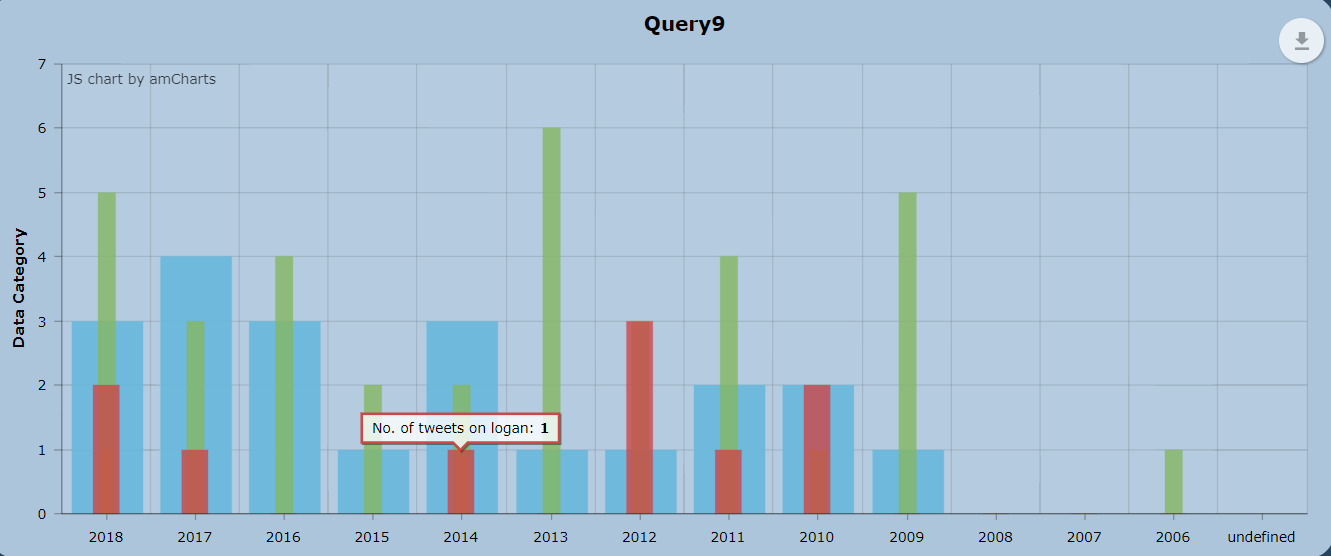 Query9
JS chart by amCharts
Data Category
7
6
5
4
3
2
1
0
No. of tweets on logan: 1
2018 2017 2016 2015 2014 2013 2012 2011 2010 2009 2008 2007 2006 undefined